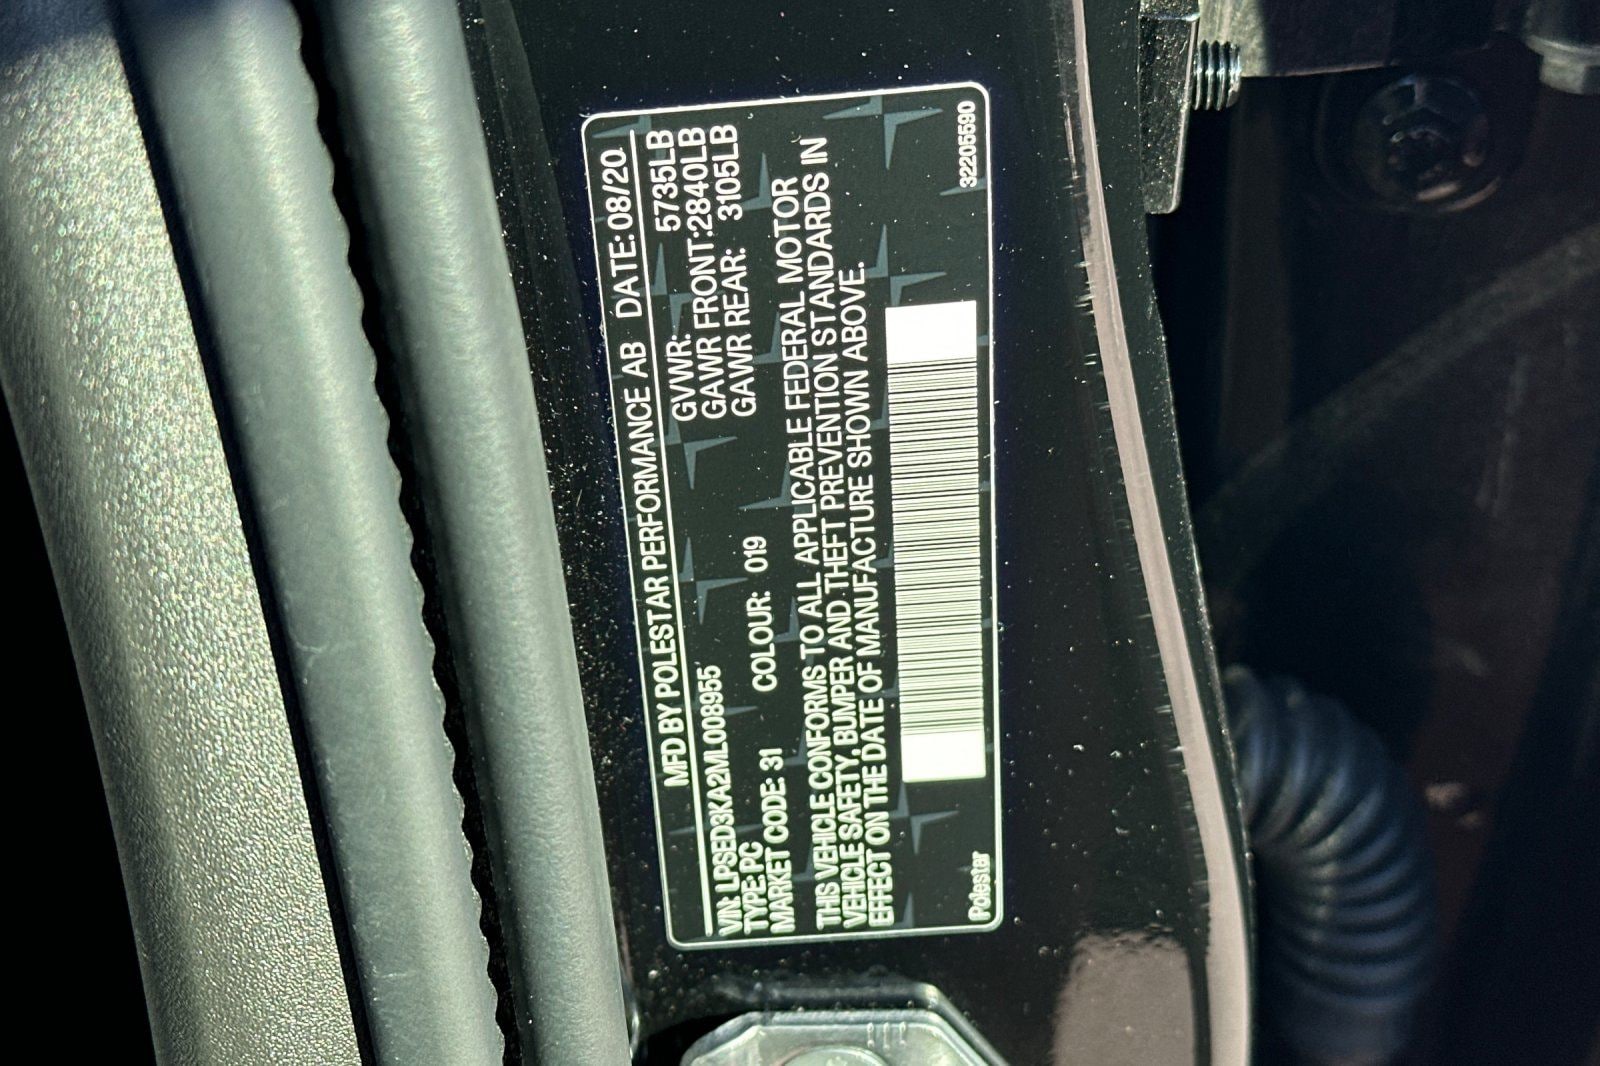 MFD BY POLESTAR PERFORMANCE AB DATE: 08/20
GVWR: 5735LB
GAWR FRONT:2840LB
GAWR REAR: 3105LB
VIN: LPSED3KA2ML008955
TYPE: PC
MARKET CODE: 31 COLOUR: 019
THIS VEHICLE CONFORMS TO ALL APPLICABLE FEDERAL MOTOR
VEHICLE SAFETY, BUMPER AND THEFT PREVENTION STANDARDS IN
EFFECT ON THE DATE OF MANUFACTURE SHOWN ABOVE.
Polestar 32205590